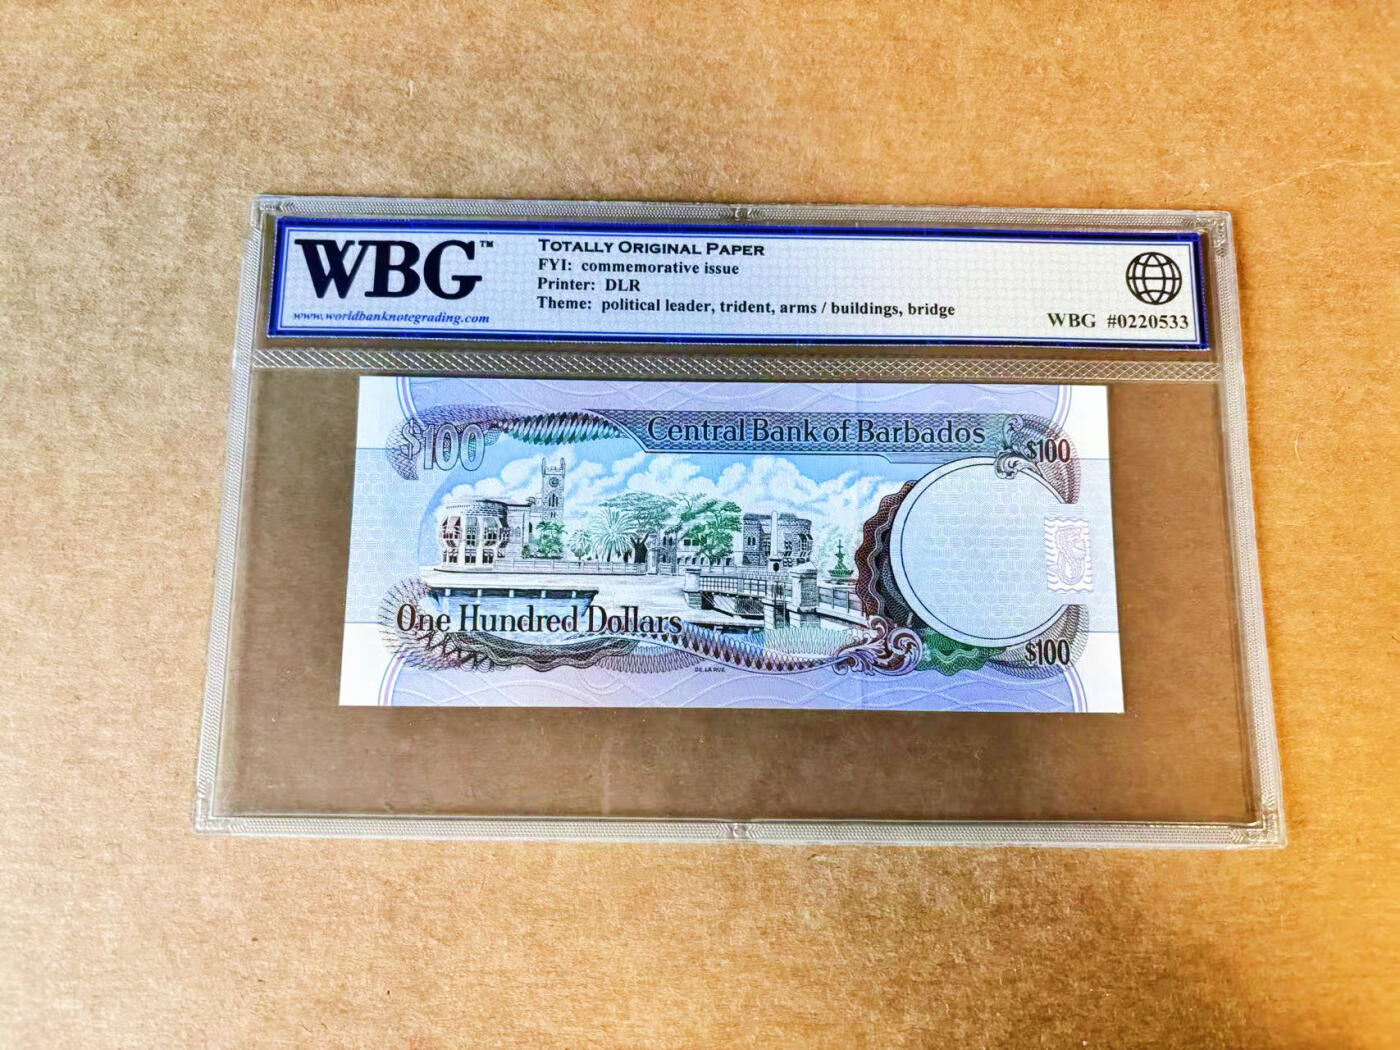 WBG™
www.worldbanknotegrading.com
TOTALLY ORIGINAL PAPER
FYI: commemorative issue
Printer: DLR
Theme: political leader, trident, arms / buildings, bridge
WBG #0220533
$100
Central Bank of Barbados
$100
One Hundred Dollars
DE LA RUE
$100